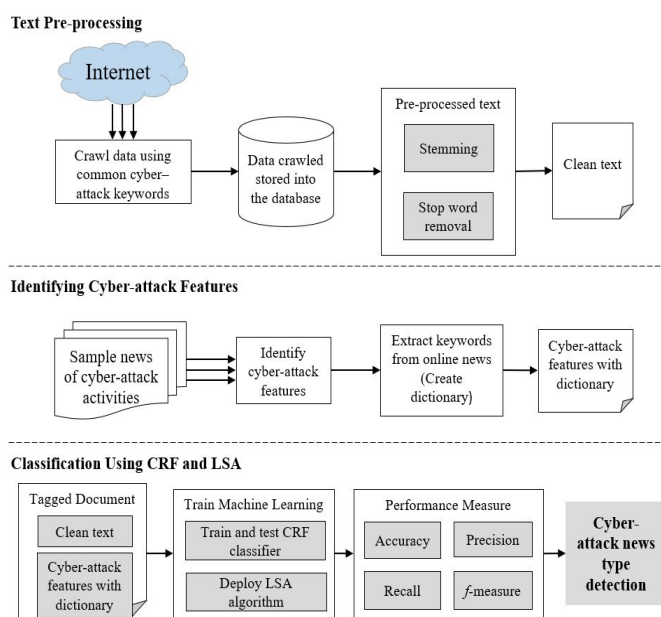 Text Pre-processing
Internet
Crawl data using
common cyber–
attack keywords
Data crawled
stored into
the database
Pre-processed text
Stemming
Stop word
removal
Clean text
Identifying Cyber-attack Features
Sample news
of cyber-attack
activities
Identify
cyber-attack
features
Extract keywords
from online news
(Create
dictionary)
Cyber-attack
features with
dictionary
Classification Using CRF and LSA
Tagged Document
Clean text
Cyber-attack
features with
dictionary
Train Machine Learning
Train and test CRF
classifier
Deploy LSA
algorithm
Performance Measure
Accuracy
Precision
Recall
f-measure
Cyber-
attack news
type
detection